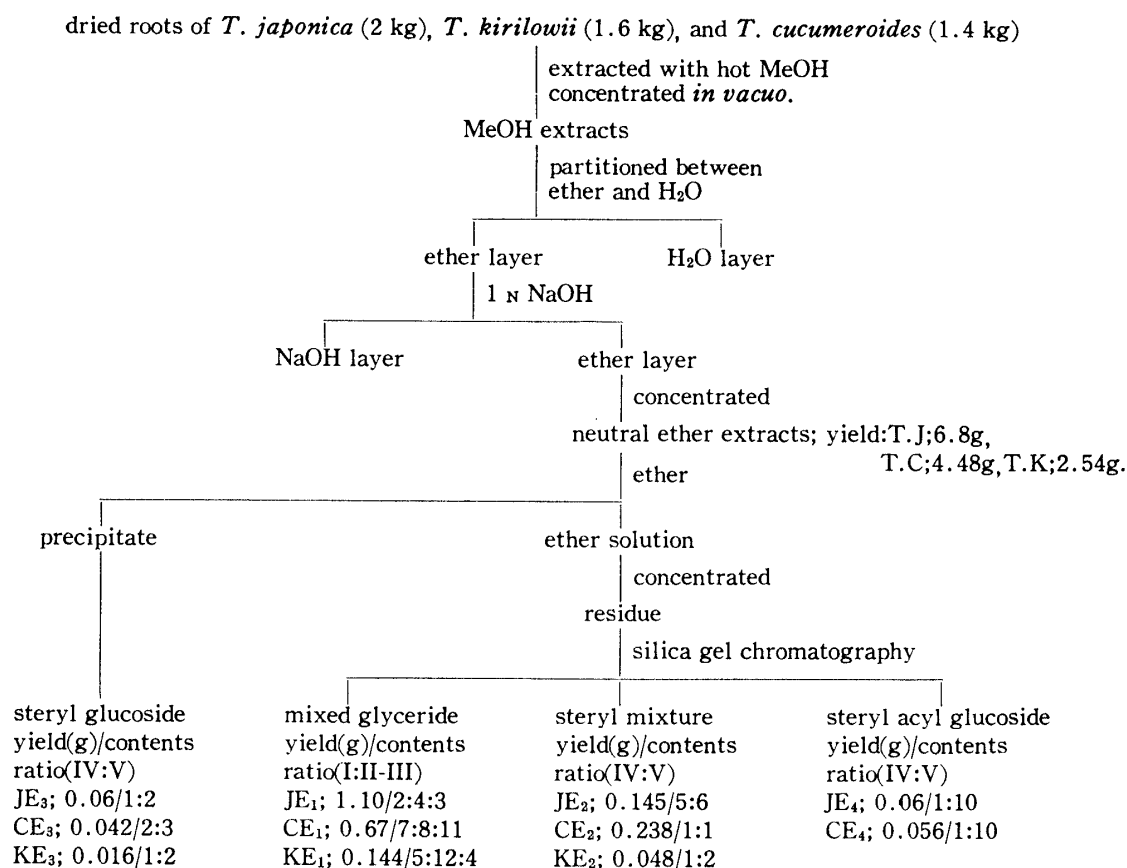 dried roots of T. japonica (2 kg), T. kirilowii (1.6 kg), and T. cucumeroides (1.4 kg)
extracted with hot MeOH
concentrated in vacuo.
MeOH extracts
partitioned between
ether and H₂O
ether layer
H₂O layer
1 N NaOH
NaOH layer
ether layer
concentrated
neutral ether extracts; yield:T.J;6.8g,
T.C;4.48g,T.K;2.54g.
ether
precipitate
ether solution
concentrated
residue
silica gel chromatography
steryl glucoside
yield(g)/contents
ratio(IV:V)
JE₃; 0.06/1:2
CE₃; 0.042/2:3
KE₃; 0.016/1:2
mixed glyceride
yield(g)/contents
ratio(I:II-III)
JE₁; 1.10/2:4:3
CE₁; 0.67/7:8:11
KE₁; 0.144/5:12:4
steryl mixture
yield(g)/contents
ratio(IV:V)
JE₂; 0.145/5:6
CE₂; 0.238/1:1
KE₂; 0.048/1:2
steryl acyl glucoside
yield(g)/contents
ratio(IV:V)
JE₄; 0.06/1:10
CE₄; 0.056/1:10